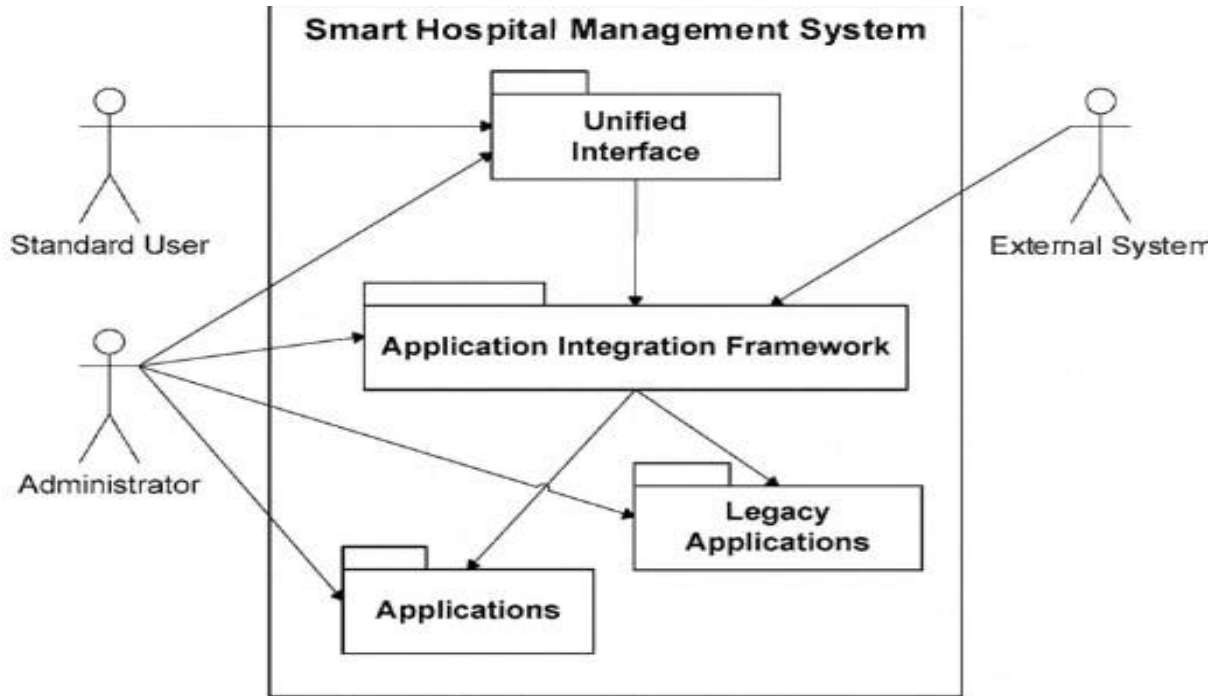 Smart Hospital Management System
Unified
Interface
Standard User
External System
Application Integration Framework
Administrator
Legacy
Applications
Applications